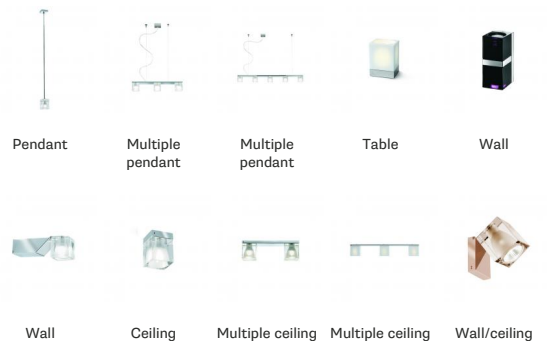 Pendant
Multiple
pendant
Multiple
pendant
Table
Wall
Wall
Ceiling
Multiple ceiling
Multiple ceiling
Wall/ceiling